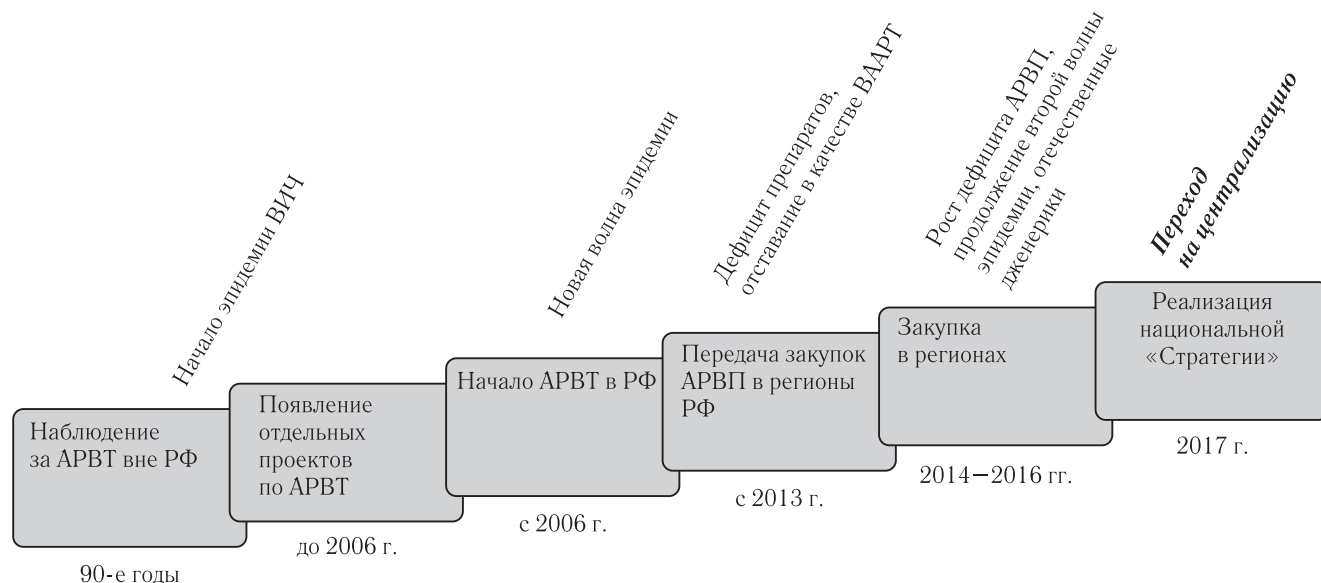 Начало эпидемии ВИЧ
Новая волна эпидемии
Дефицит препаратов,
отставание в качестве ВААРТ
Рост дефицита АРВП,
продолжение второй волны
эпидемии, отечественные
дженерики
Переход
на централизацию
Наблюдение
за АРВТ вне РФ
90-е годы
Появление
отдельных
проектов
по АРВТ
до 2006 г.
Начало АРВТ в РФ
с 2006 г.
Передача закупок
АРВП в регионы
РФ
с 2013 г.
Закупка
в регионах
2014–2016 гг.
Реализация
национальной
«Стратегии»
2017 г.